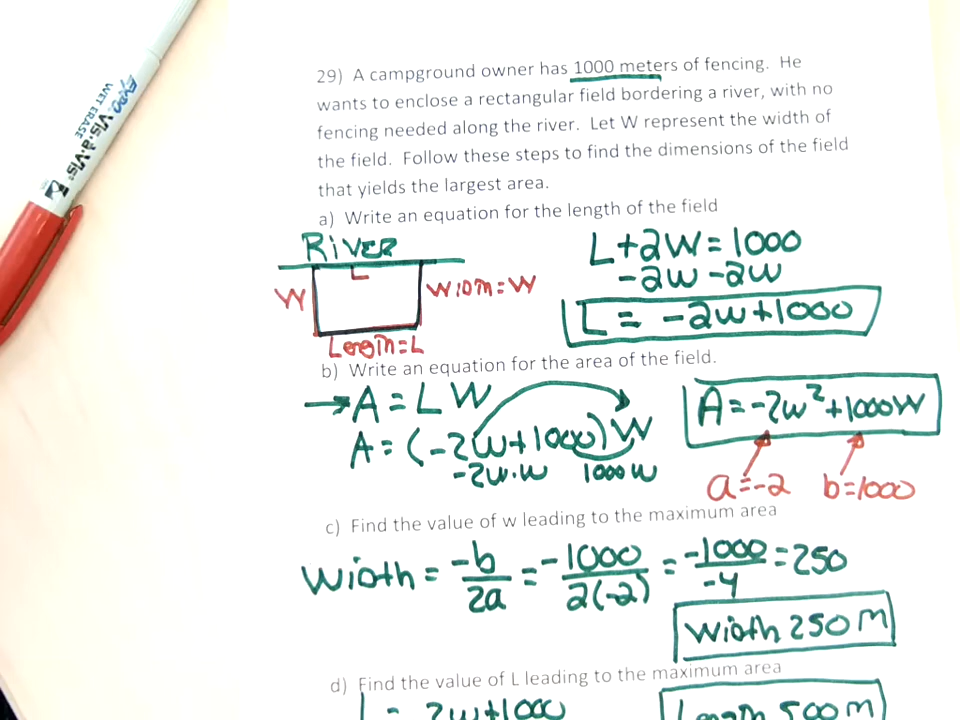 EXPO. Vis.à.Vis
WET ERASE
29) A campground owner has 1000 meters of fencing. He
wants to enclose a rectangular field bordering a river, with no
fencing needed along the river. Let W represent the width of
the field. Follow these steps to find the dimensions of the field
that yields the largest area.
a) Write an equation for the length of the field
RIVER
L
W
WIDTH=W
Length=L
L+2W=1000
-2w -2w
L = -2w+1000
b) Write an equation for the area of the field.
→A=LW
A=(-2w+1000)W
-2w·w 1000w
A=-2w²+1000w
a=-2 b=1000
c) Find the value of w leading to the maximum area
Width = -b/2a = -1000/2(-2) = -1000/-4 = 250
Width 250 m
d) Find the value of L leading to the maximum area
L = 2w+1000
Length 500m